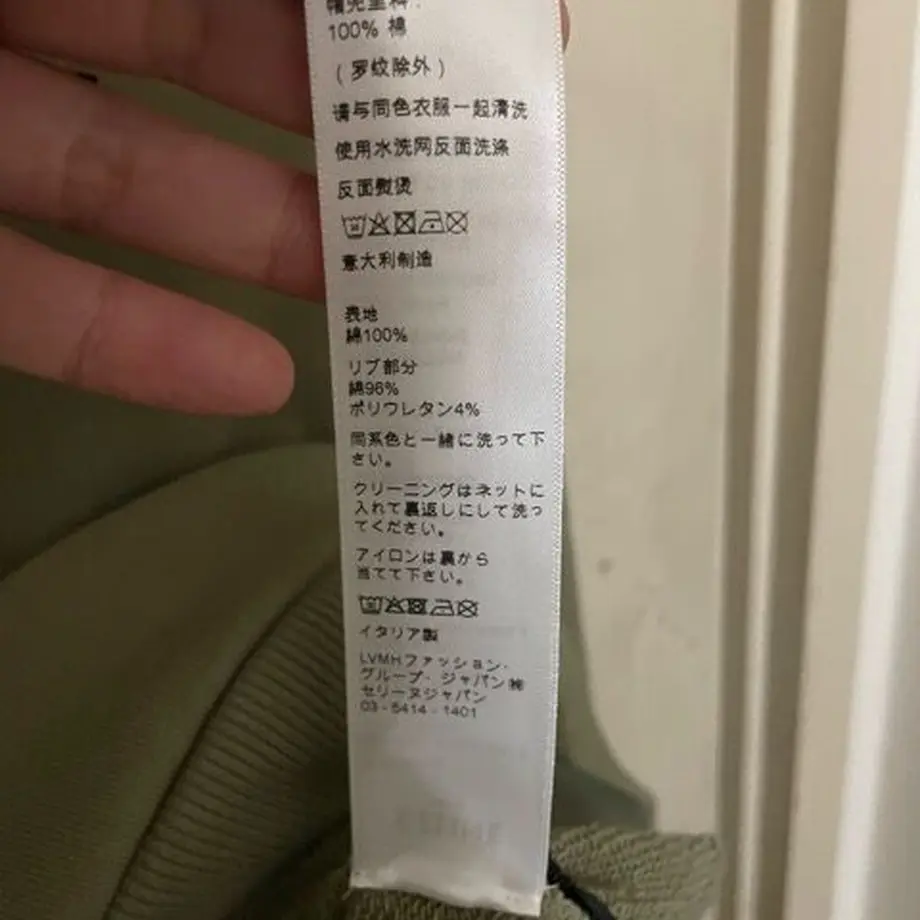 帽兜里料:
100% 棉
(罗纹除外)
请与同色衣服一起清洗
使用水洗网反面洗涤
反面熨烫
意大利制造
表地
綿100%
リブ部分
綿96%
ポリウレタン4%
同系色と一緒に洗って下
さい。
クリーニングはネットに
入れて裏返しにして洗っ
てください。
アイロンは裏から
当てて下さい。
イタリア製
LVMHファッション・
グループ・ジャパン㈱
セリーヌジャパン
03-5414-1401